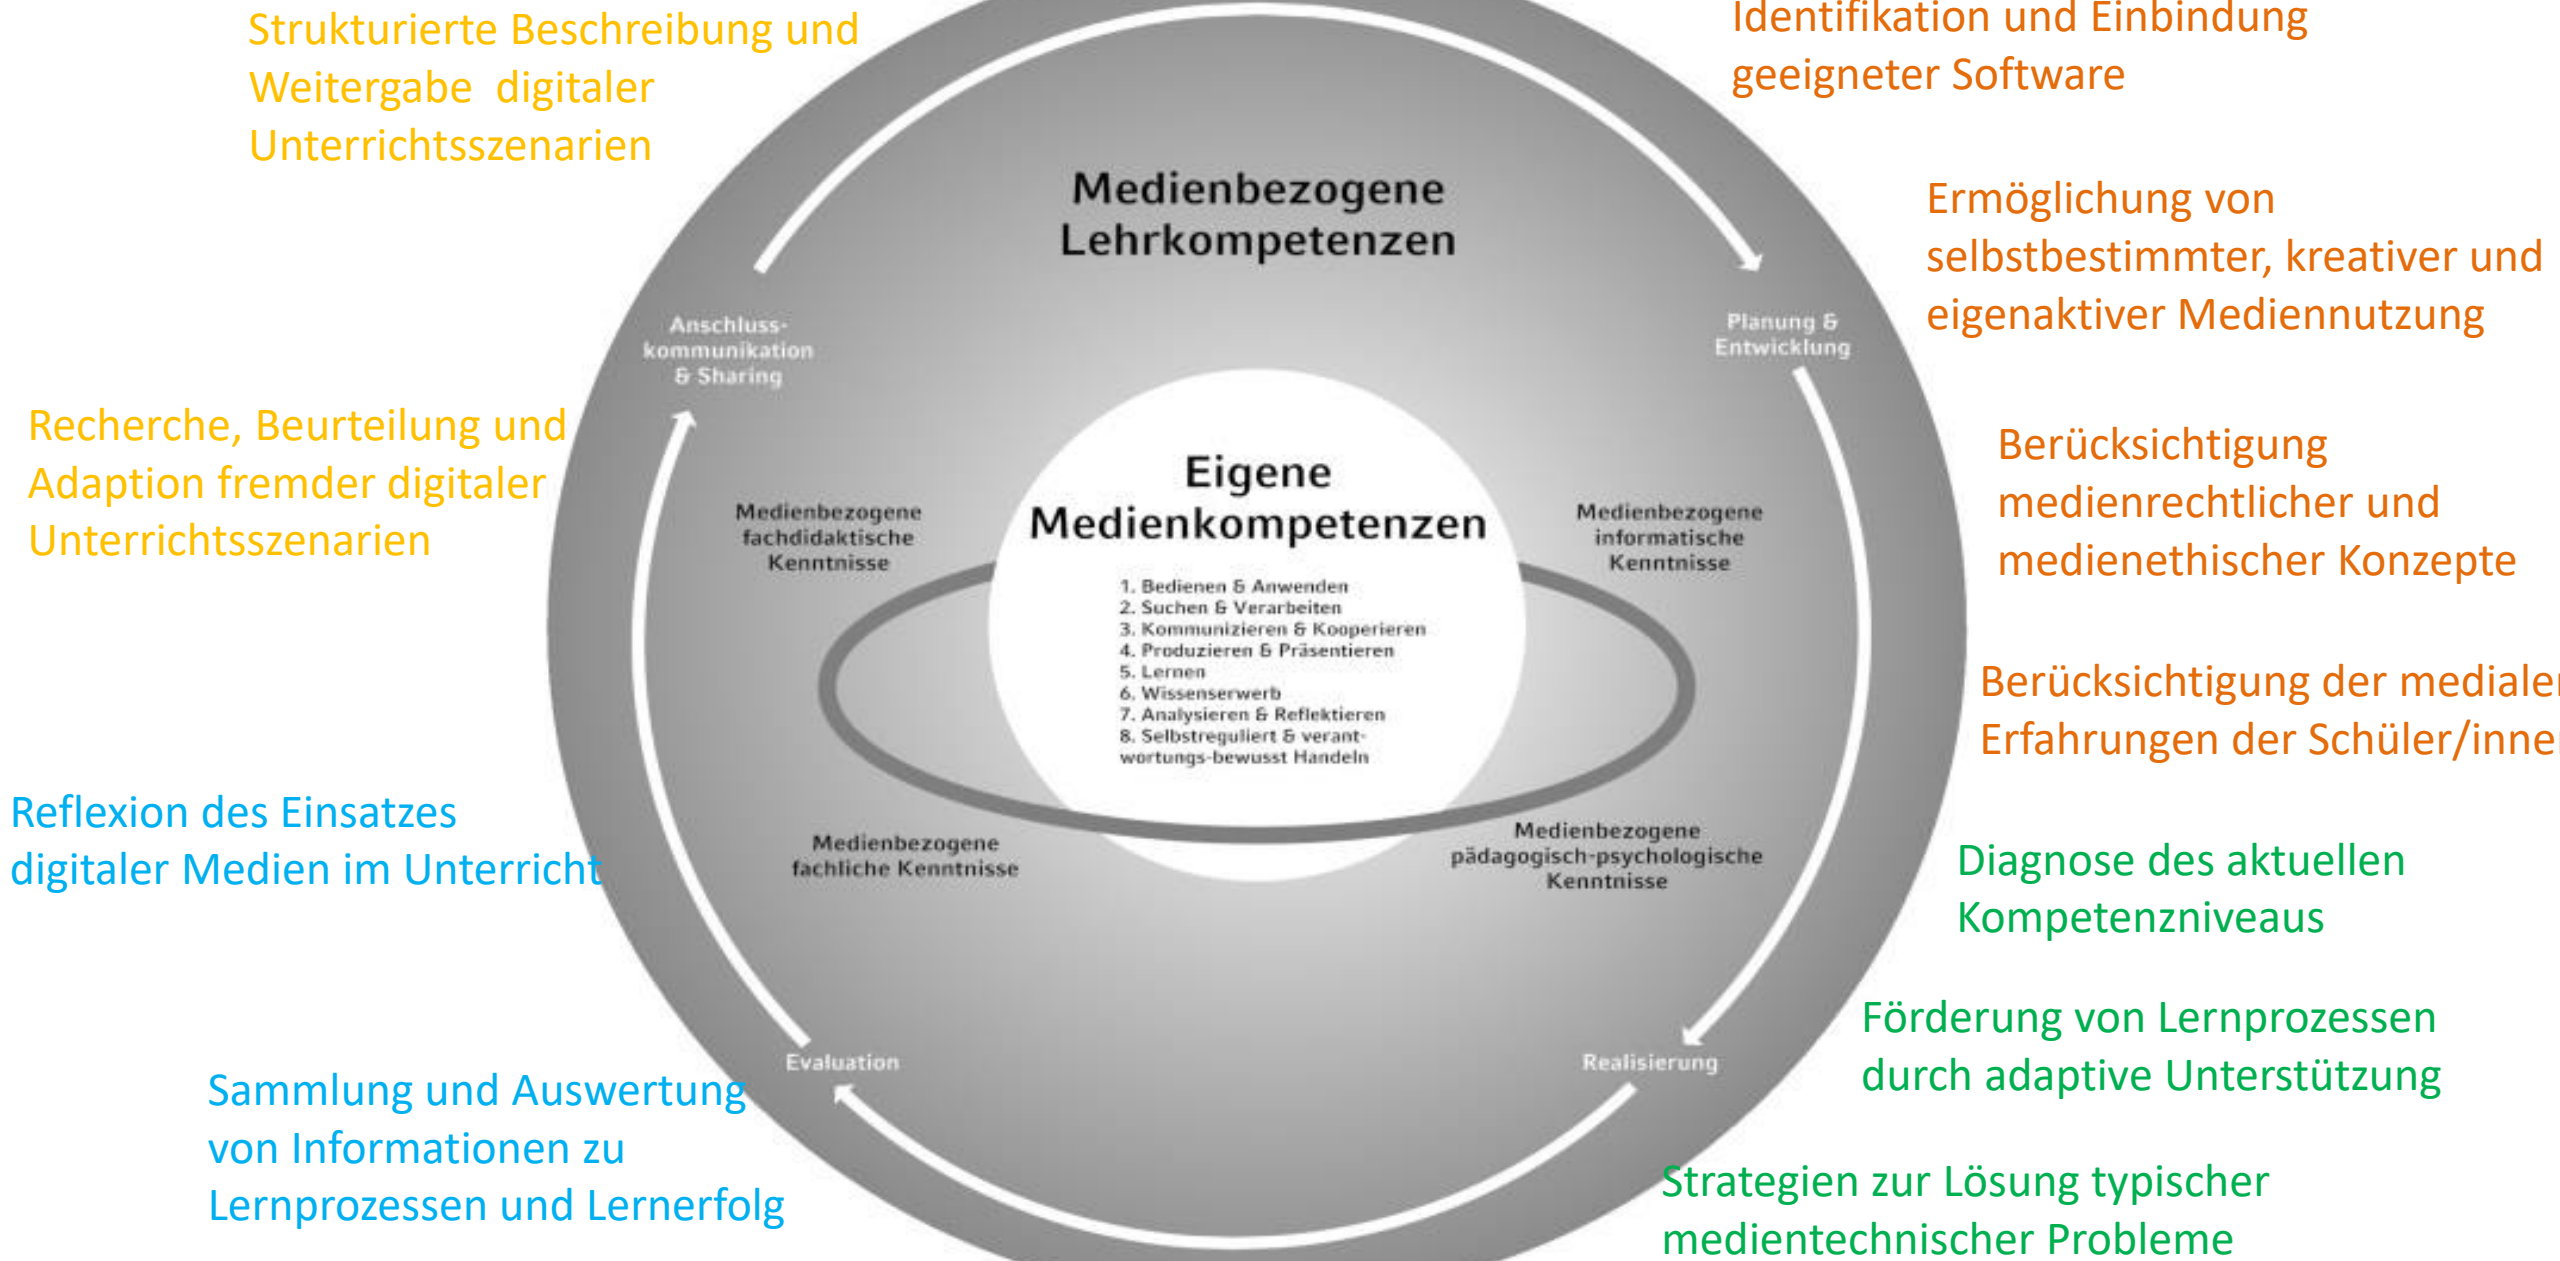 Strukturierte Beschreibung und
Weitergabe digitaler
Unterrichtsszenarien
Identifikation und Einbindung
geeigneter Software
Medienbezogene
Lehrkompetenzen
Ermöglichung von
selbstbestimmter, kreativer und
eigenaktiver Mediennutzung
Anschluss-
kommunikation
& Sharing
Planung &
Entwicklung
Recherche, Beurteilung und
Adaption fremder digitaler
Unterrichtsszenarien
Berücksichtigung
medienrechtlicher und
medienethischer Konzepte
Eigene
Medienkompetenzen
Medienbezogene
fachdidaktische
Kenntnisse
Medienbezogene
informatische
Kenntnisse
1. Bedienen & Anwenden
2. Suchen & Verarbeiten
3. Kommunizieren & Kooperieren
4. Produzieren & Präsentieren
5. Lernen
6. Wissenserwerb
7. Analysieren & Reflektieren
8. Selbstreguliert & verant-
wortungs-bewusst Handeln
Berücksichtigung der medialen
Erfahrungen der Schüler/innen
Reflexion des Einsatzes
digitaler Medien im Unterricht
Medienbezogene
fachliche Kenntnisse
Medienbezogene
pädagogisch-psychologische
Kenntnisse
Diagnose des aktuellen
Kompetenzniveaus
Förderung von Lernprozessen
durch adaptive Unterstützung
Evaluation
Realisierung
Sammlung und Auswertung
von Informationen zu
Lernprozessen und Lernerfolg
Strategien zur Lösung typischer
medientechnischer Probleme